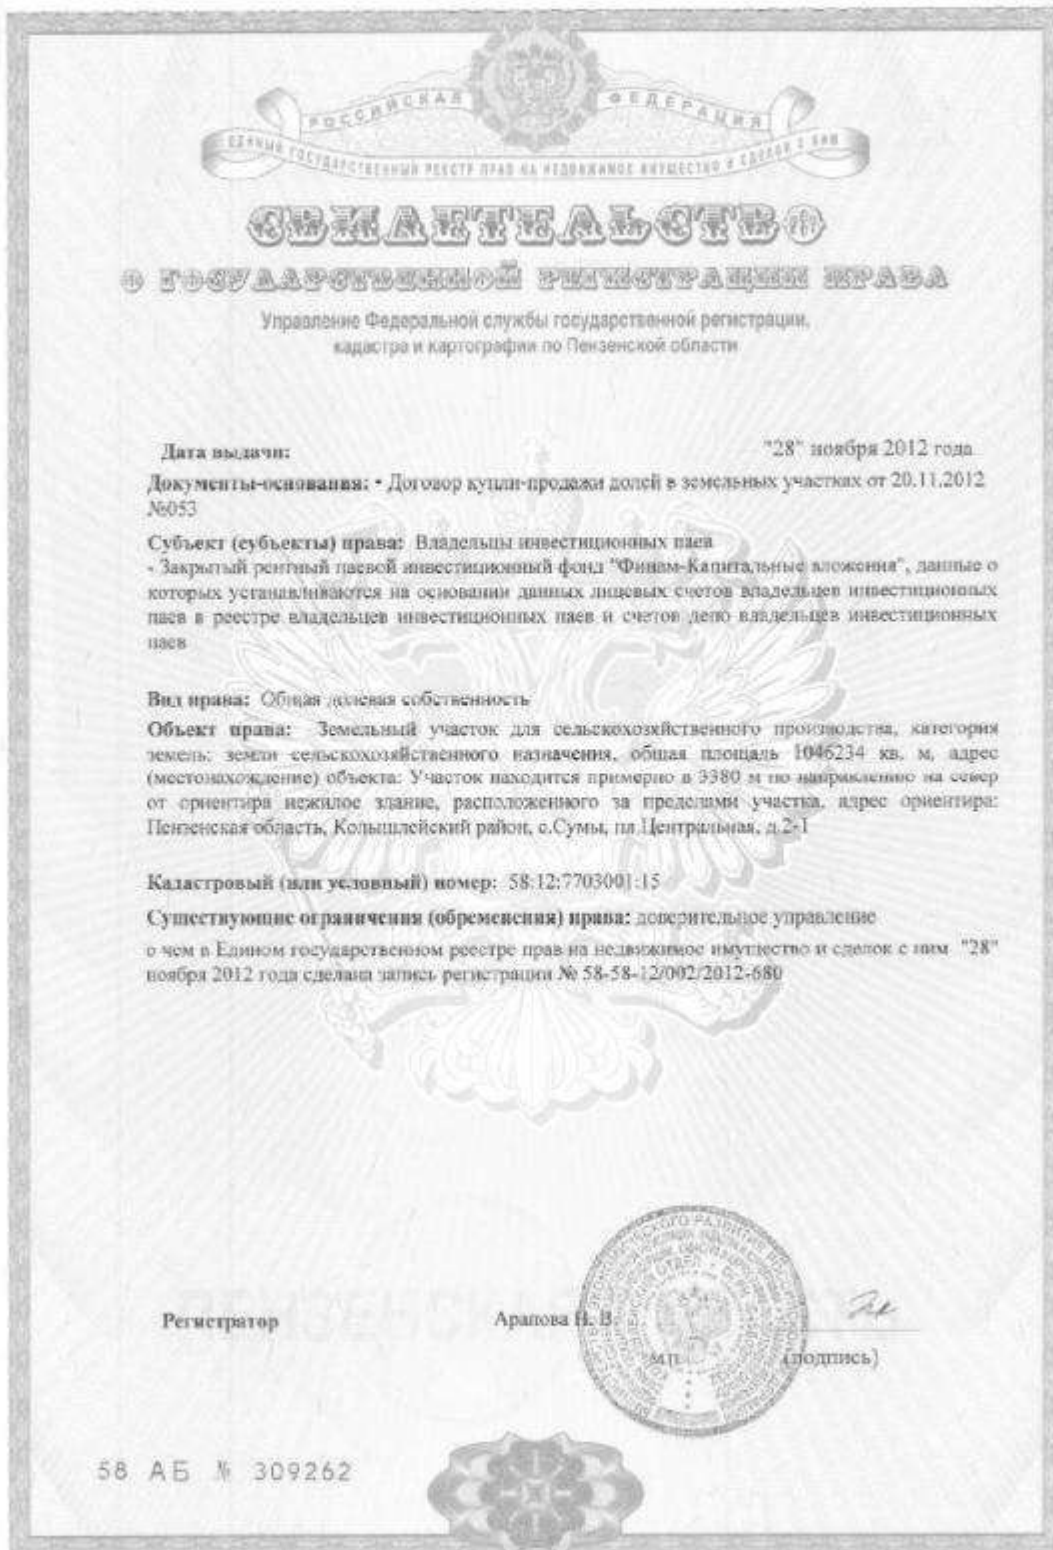 РОССИЙСКАЯ ФЕДЕРАЦИЯ
ЕДИНЫЙ ГОСУДАРСТВЕННЫЙ РЕЕСТР ПРАВ НА НЕДВИЖИМОЕ ИМУЩЕСТВО И СДЕЛОК С НИМ
СВИДЕТЕЛЬСТВО
О ГОСУДАРСТВЕННОЙ РЕГИСТРАЦИИ ПРАВА
Управление Федеральной службы государственной регистрации,
кадастра и картографии по Пензенской области
Дата выдачи: "28" ноября 2012 года
Документы-основания: • Договор купли-продажи долей в земельных участках от 20.11.2012
№053
Субъект (субъекты) права: Владельцы инвестиционных паев
- Закрытый рентный паевой инвестиционный фонд "Финам-Капитальные вложения", данные о
которых устанавливаются на основании данных лицевых счетов владельцев инвестиционных
паев в реестре владельцев инвестиционных паев и счетов депо владельцев инвестиционных
паев
Вид права: Общая долевая собственность
Объект права: Земельный участок для сельскохозяйственного производства, категория
земель: земли сельскохозяйственного назначения, общая площадь 1046234 кв. м, адрес
(местонахождение) объекта: Участок находится примерно в 3380 м по направлению на север
от ориентира нежилое здание, расположенного за пределами участка, адрес ориентира:
Пензенская область, Колышлейский район, с.Сумы, пл.Центральная, д.2-1
Кадастровый (или условный) номер: 58:12:7703001:15
Существующие ограничения (обременения) права: доверительное управление
о чем в Едином государственном реестре прав на недвижимое имущество и сделок с ним "28"
ноября 2012 года сделана запись регистрации № 58-58-12/002/2012-680
Регистратор Арапова Н. В.
м.п. (подпись)
58 АБ № 309262